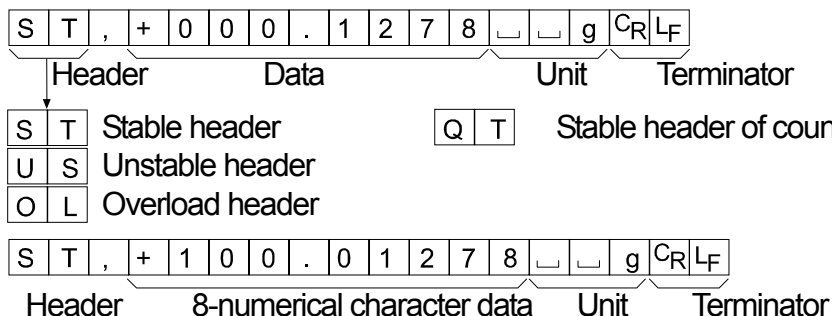 S T , + 0 0 0 . 1 2 7 8 ␣ ␣ g CR LF
Header Data Unit Terminator
S T Stable header Q T Stable header of coun
U S Unstable header
O L Overload header
S T , + 1 0 0 . 0 1 2 7 8 ␣ ␣ g CR LF
Header 8-numerical character data Unit Terminator